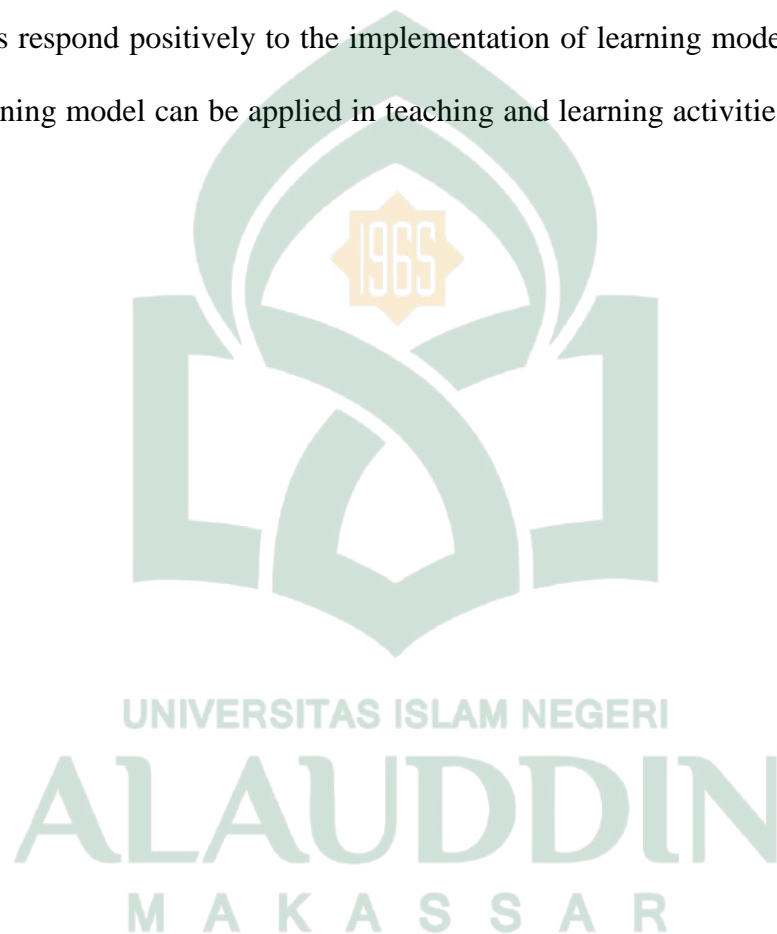 s respond positively to the implementation of learning mode
ning model can be applied in teaching and learning activitie
1965
UNIVERSITAS ISLAM NEGERI
ALAUDDIN
MAKASSAR